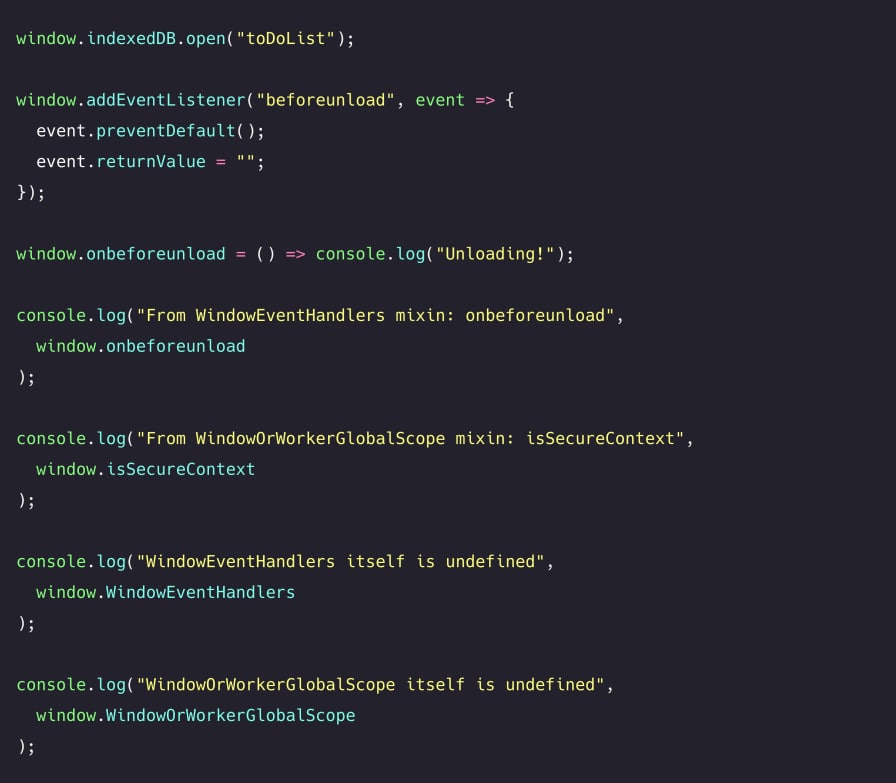 window.indexedDB.open("toDoList");
window.addEventListener("beforeunload", event => {
  event.preventDefault();
  event.returnValue = "";
});
window.onbeforeunload = () => console.log("Unloading!");
console.log("From WindowEventHandlers mixin: onbeforeunload",
  window.onbeforeunload
);
console.log("From WindowOrWorkerGlobalScope mixin: isSecureContext",
  window.isSecureContext
);
console.log("WindowEventHandlers itself is undefined",
  window.WindowEventHandlers
);
console.log("WindowOrWorkerGlobalScope itself is undefined",
  window.WindowOrWorkerGlobalScope
);